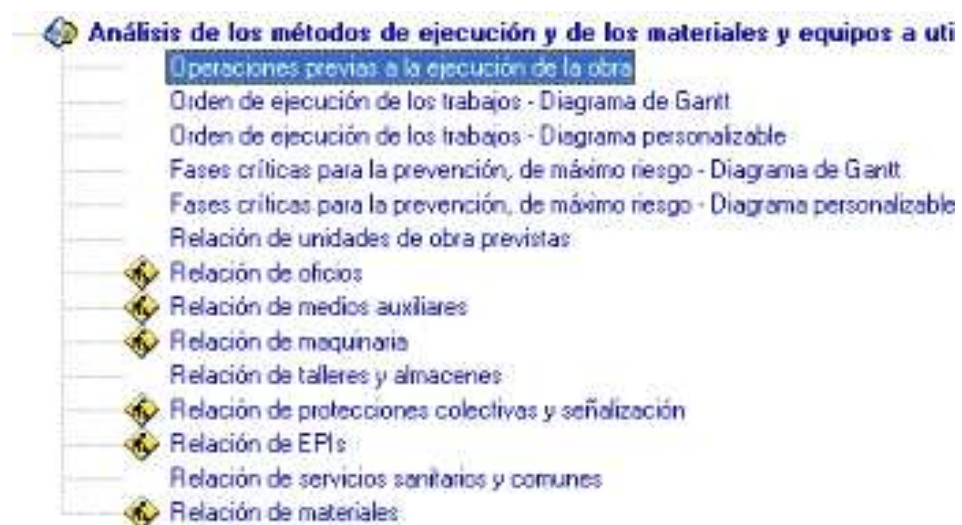 Análisis de los métodos de ejecución y de los materiales y equipos a uti
Operaciones previas a la ejecución de la obra
Orden de ejecución de los trabajos - Diagrama de Gantt
Orden de ejecución de los trabajos - Diagrama personalizable
Fases críticas para la prevención, de máximo riesgo - Diagrama de Gantt
Fases críticas para la prevención, de máximo riesgo - Diagrama personalizable
Relación de unidades de obra previstas
Relación de oficios
Relación de medios auxiliares
Relación de maquinaria
Relación de talleres y almacenes
Relación de protecciones colectivas y señalización
Relación de EPIs
Relación de servicios sanitarios y comunes
Relación de materiales